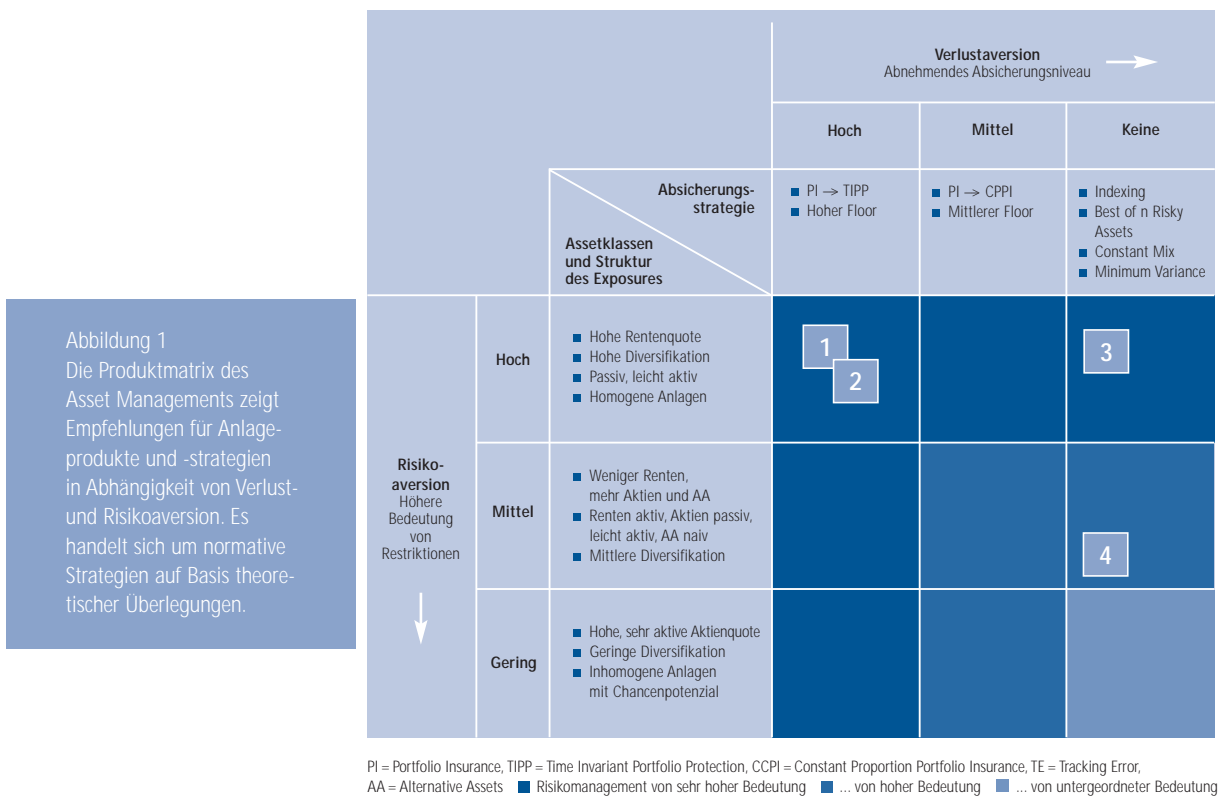 Abbildung 1
Die Produktmatrix des
Asset Managements zeigt
Empfehlungen für Anlage-
produkte und -strategien
in Abhängigkeit von Verlust-
und Risikoaversion. Es
handelt sich um normative
Strategien auf Basis theore-
tischer Überlegungen.
Verlustaversion
Abnehmendes Absicherungsniveau
Hoch
Mittel
Keine
Absicherungs-
strategie
Assetklassen
und Struktur
des Exposures
■ PI → TIPP
■ Hoher Floor
■ PI → CPPI
■ Mittlerer Floor
■ Indexing
■ Best of n Risky
Assets
■ Constant Mix
■ Minimum Variance
Risiko-
aversion
Höhere
Bedeutung
von
Restriktionen
Hoch
■ Hohe Rentenquote
■ Hohe Diversifikation
■ Passiv, leicht aktiv
■ Homogene Anlagen
1
2
3
Mittel
■ Weniger Renten,
mehr Aktien und AA
■ Renten aktiv, Aktien passiv,
leicht aktiv, AA naiv
■ Mittlere Diversifikation
4
Gering
■ Hohe, sehr aktive Aktienquote
■ Geringe Diversifikation
■ Inhomogene Anlagen
mit Chancenpotenzial
PI = Portfolio Insurance, TIPP = Time Invariant Portfolio Protection, CCPI = Constant Proportion Portfolio Insurance, TE = Tracking Error,
AA = Alternative Assets ■ Risikomanagement von sehr hoher Bedeutung ■ ... von hoher Bedeutung ■ ... von untergeordneter Bedeutung